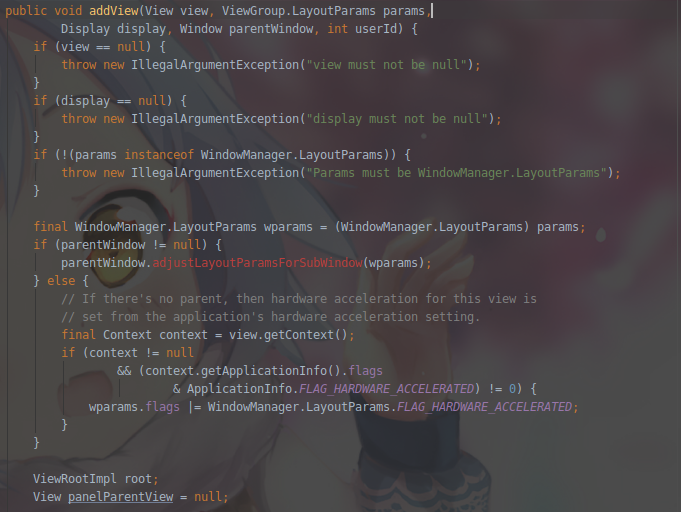 public void addView(View view, ViewGroup.LayoutParams params,
        Display display, Window parentWindow, int userId) {
    if (view == null) {
        throw new IllegalArgumentException("view must not be null");
    }
    if (display == null) {
        throw new IllegalArgumentException("display must not be null");
    }
    if (!(params instanceof WindowManager.LayoutParams)) {
        throw new IllegalArgumentException("Params must be WindowManager.LayoutParams");
    }

    final WindowManager.LayoutParams wparams = (WindowManager.LayoutParams) params;
    if (parentWindow != null) {
        parentWindow.adjustLayoutParamsForSubWindow(wparams);
    } else {
        // If there's no parent, then hardware acceleration for this view is
        // set from the application's hardware acceleration setting.
        final Context context = view.getContext();
        if (context != null
                && (context.getApplicationInfo().flags
                        & ApplicationInfo.FLAG_HARDWARE_ACCELERATED) != 0) {
            wparams.flags |= WindowManager.LayoutParams.FLAG_HARDWARE_ACCELERATED;
        }
    }

    ViewRootImpl root;
    View panelParentView = null;